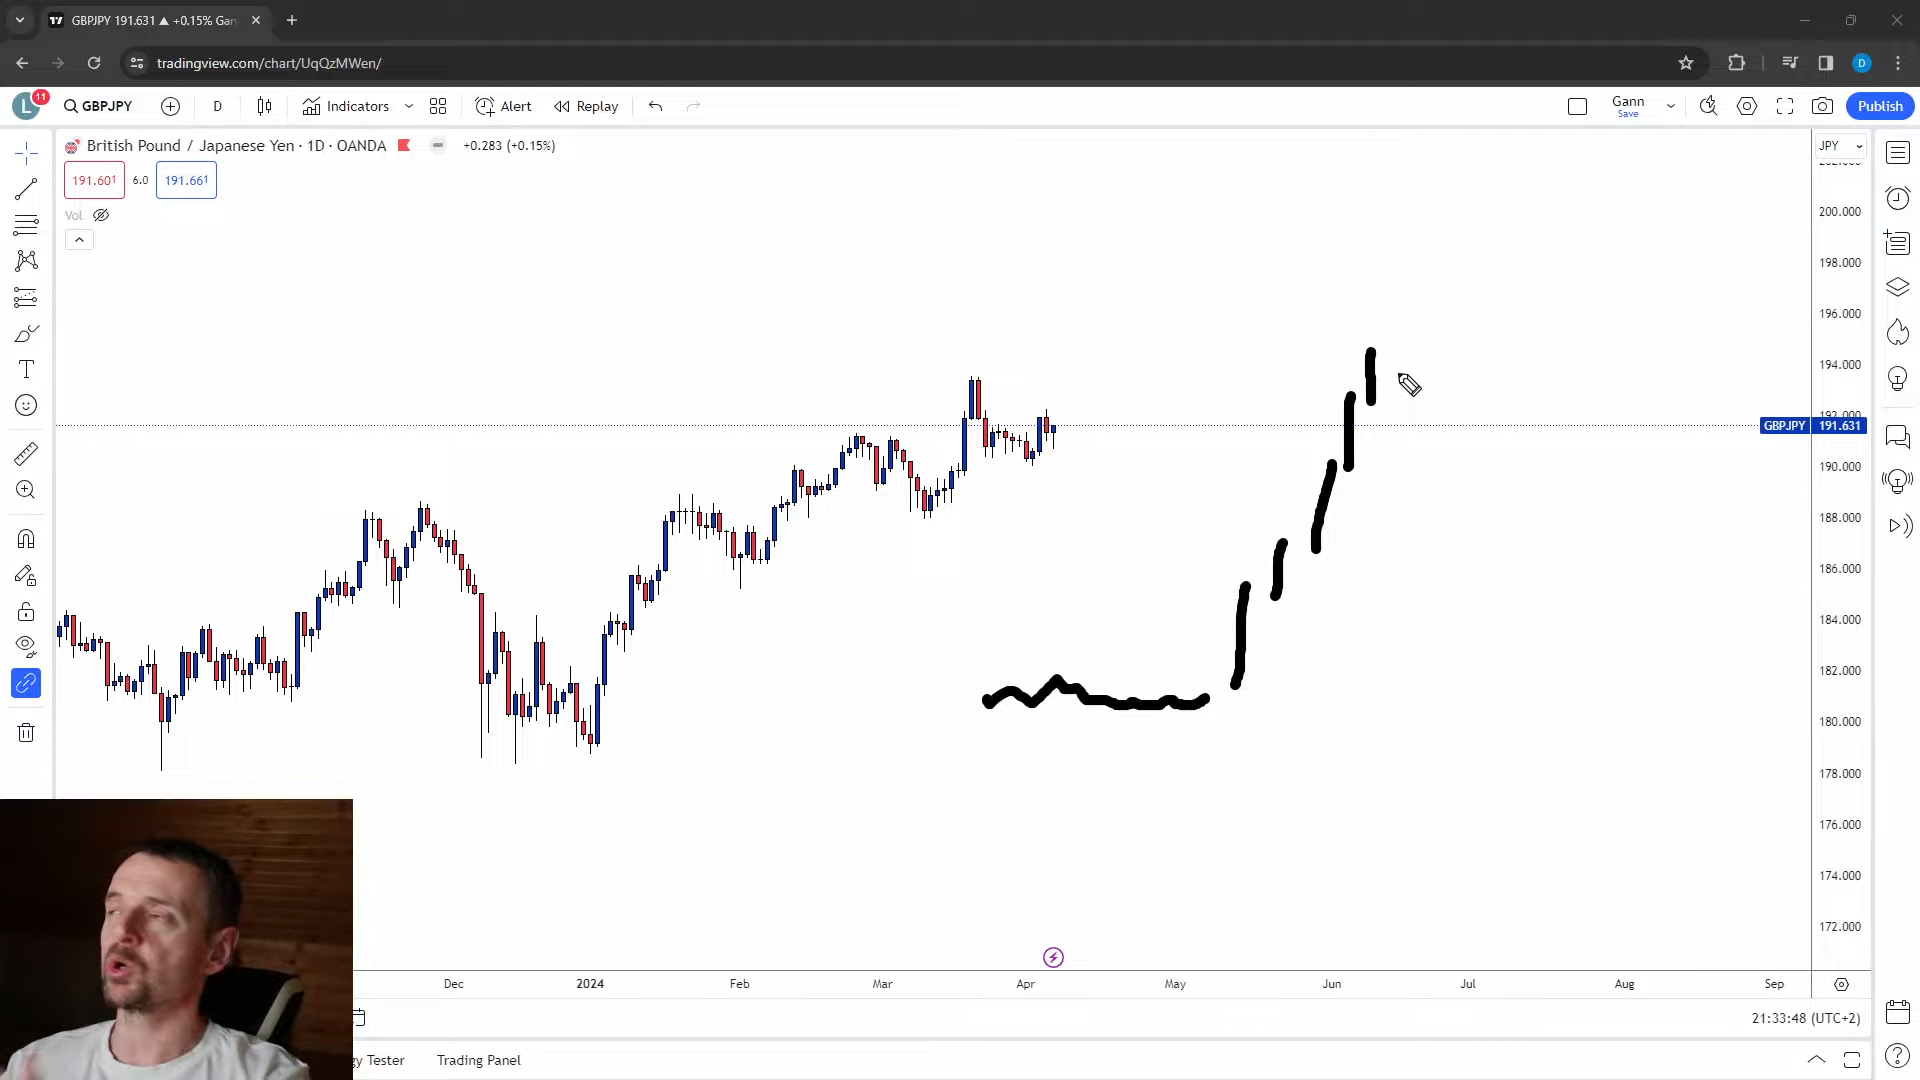 GBPJPY 191.631 ▲ +0.15% Gan
tradingview.com/chart/UqQzMWen/
D
L
11
GBPJPY
D
Indicators
Alert
Replay
Gann
Save
Publish
British Pound / Japanese Yen · 1D · OANDA
+0.283 (+0.15%)
JPY
191.601
6.0
191.661
Vol
200.000
198.000
196.000
194.000
192.000
GBPJPY
191.631
190.000
188.000
186.000
184.000
182.000
180.000
178.000
176.000
174.000
172.000
Dec
2024
Feb
Mar
Apr
May
Jun
Jul
Aug
Sep
21:33:48 (UTC+2)
gy Tester
Trading Panel